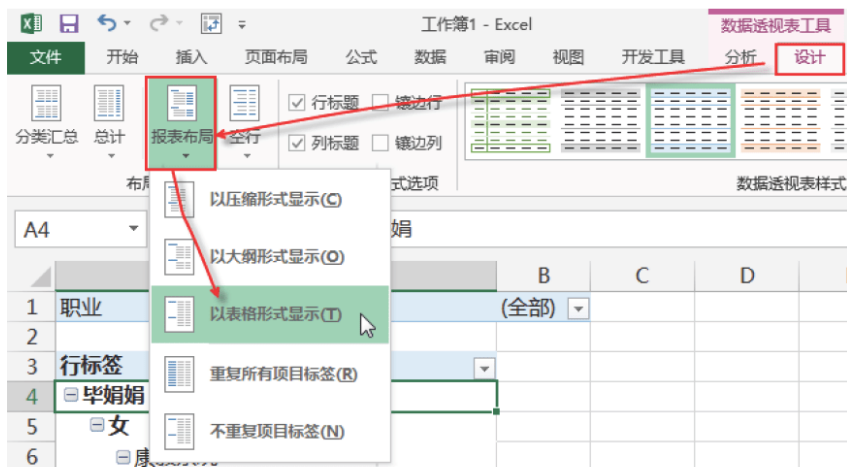 工作簿1 - Excel
数据透视表工具
文件 开始 插入 页面布局 公式 数据 审阅 视图 开发工具 分析 设计
分类汇总 总计 报表布局 空行
行标题 镶边行
列标题 镶边列
布局 式选项 数据透视表样式
以压缩形式显示(C)
A4 娟
以大纲形式显示(O)
B C D
以表格形式显示(T)
1 职业 (全部)
2
重复所有项目标签(R)
3 行标签
4 毕娟娟
不重复项目标签(N)
5 女
6 康